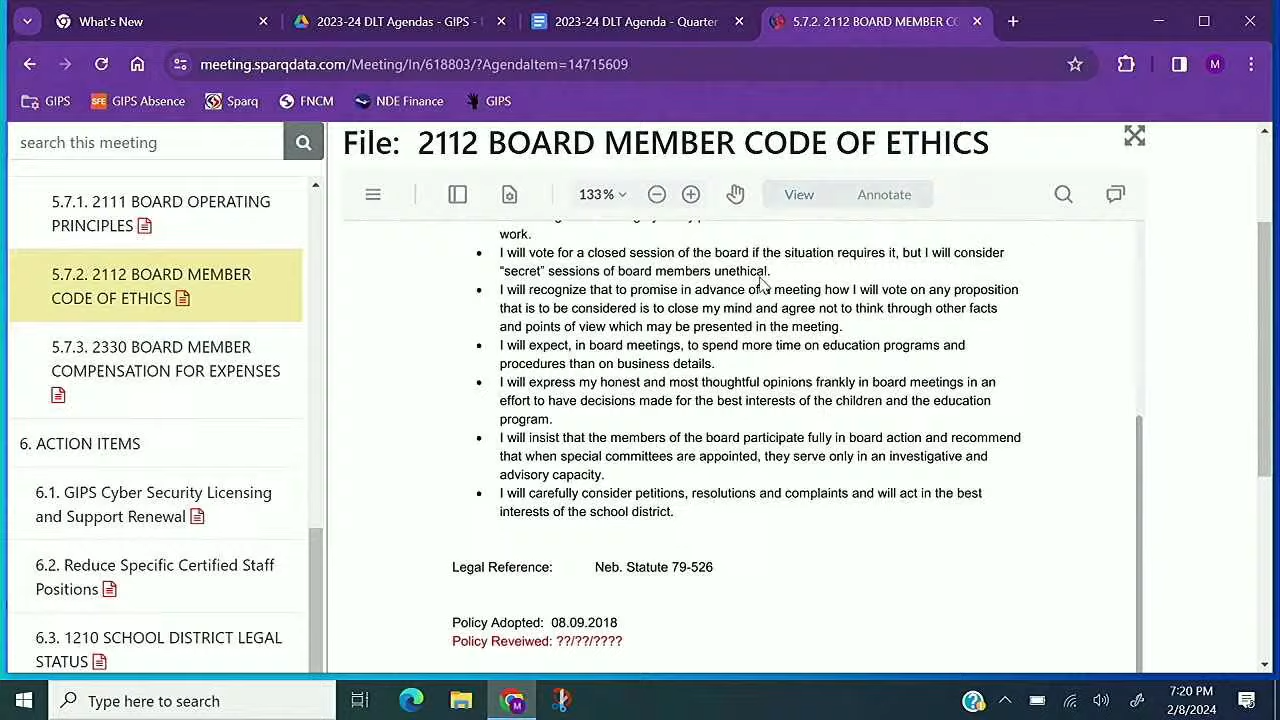 What's New
2023-24 DLT Agendas - GIPS -
2023-24 DLT Agenda - Quarter
5.7.2. 2112 BOARD MEMBER CO
meeting.sparqdata.com/Meeting/In/618803/?AgendaItem=14715609
M
GIPS
SFE GIPS Absence
Sparq
FNCM
NDE Finance
GIPS
search this meeting
File: 2112 BOARD MEMBER CODE OF ETHICS
133%
View
Annotate
5.7.1. 2111 BOARD OPERATING
PRINCIPLES
5.7.2. 2112 BOARD MEMBER
CODE OF ETHICS
5.7.3. 2330 BOARD MEMBER
COMPENSATION FOR EXPENSES
6. ACTION ITEMS
6.1. GIPS Cyber Security Licensing
and Support Renewal
6.2. Reduce Specific Certified Staff
Positions
6.3. 1210 SCHOOL DISTRICT LEGAL
STATUS
work.
• I will vote for a closed session of the board if the situation requires it, but I will consider
“secret” sessions of board members unethical.
• I will recognize that to promise in advance of a meeting how I will vote on any proposition
that is to be considered is to close my mind and agree not to think through other facts
and points of view which may be presented in the meeting.
• I will expect, in board meetings, to spend more time on education programs and
procedures than on business details.
• I will express my honest and most thoughtful opinions frankly in board meetings in an
effort to have decisions made for the best interests of the children and the education
program.
• I will insist that the members of the board participate fully in board action and recommend
that when special committees are appointed, they serve only in an investigative and
advisory capacity.
• I will carefully consider petitions, resolutions and complaints and will act in the best
interests of the school district.
Legal Reference: Neb. Statute 79-526
Policy Adopted: 08.09.2018
Policy Reveiwed: ??/??/????
Type here to search
M
7:20 PM
2/8/2024